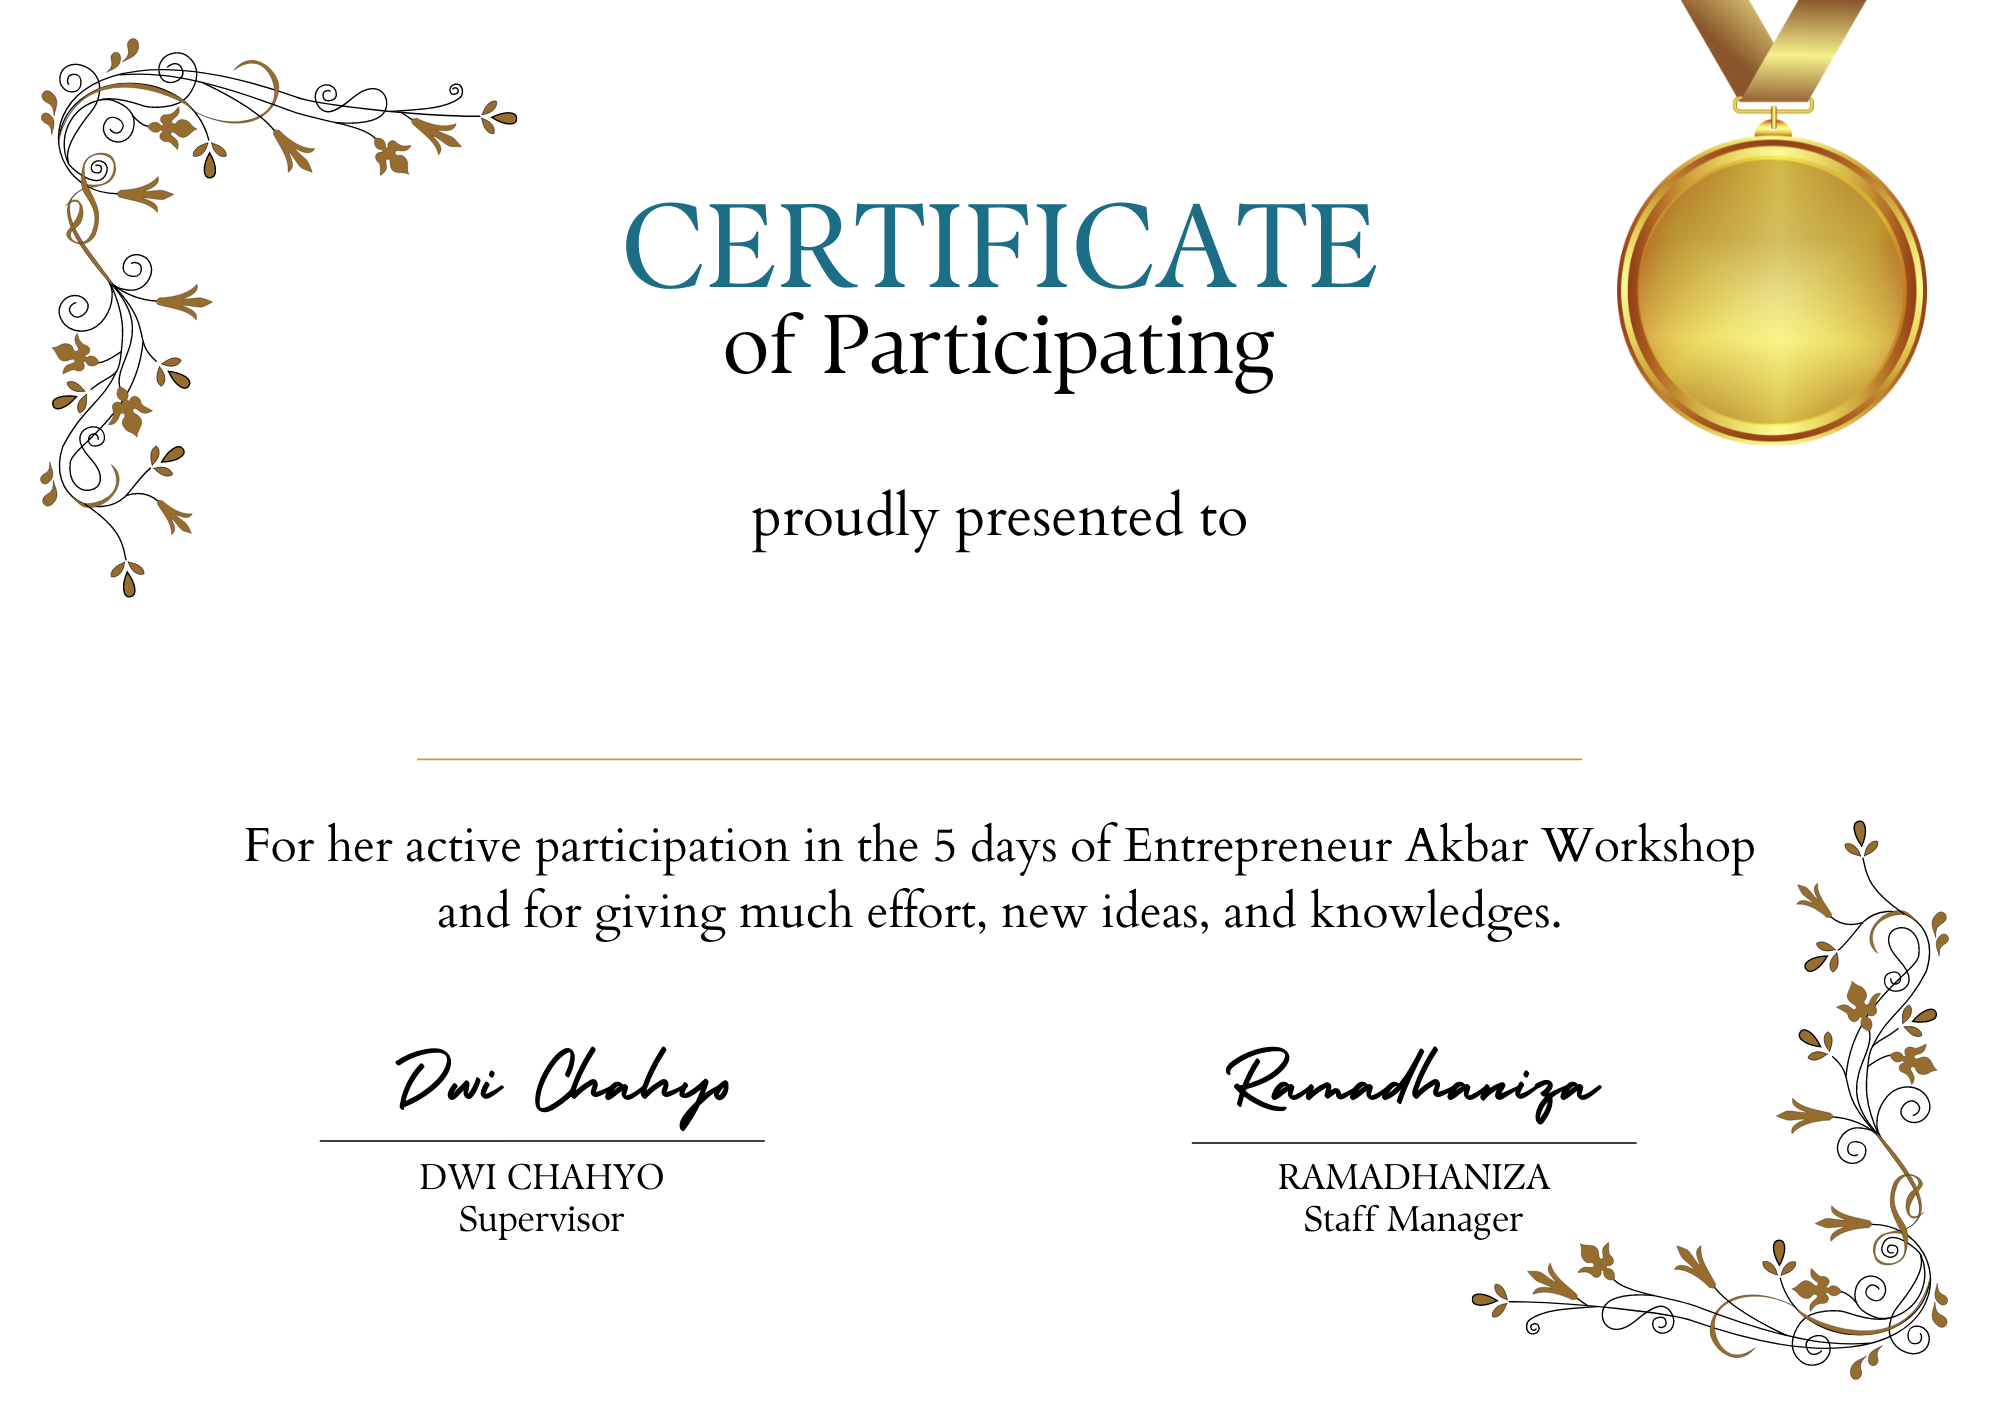 CERTIFICATE
of Participating
proudly presented to
For her active participation in the 5 days of Entrepreneur Akbar Workshop
and for giving much effort, new ideas, and knowledges.
Dwi Chahyo
DWI CHAHYO
Supervisor
Ramadhaniza
RAMADHANIZA
Staff Manager